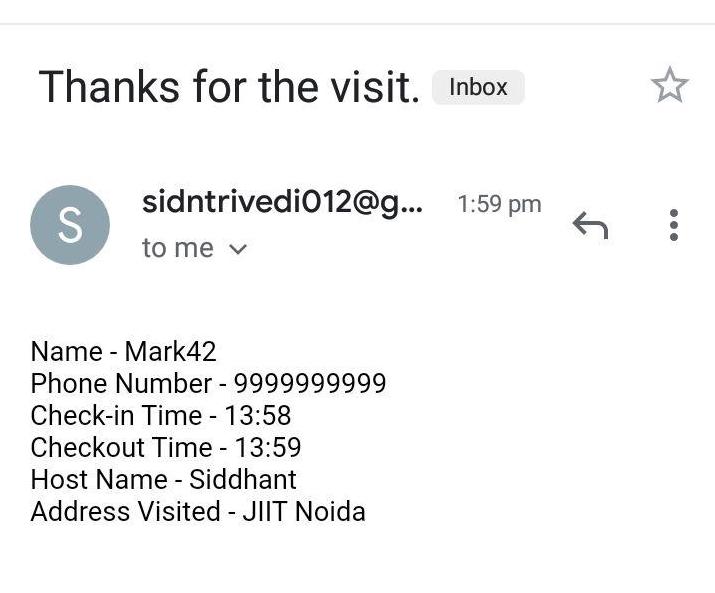 Thanks for the visit. Inbox
S
sidntrivedi012@g... 1:59 pm
to me
Name - Mark42
Phone Number - 9999999999
Check-in Time - 13:58
Checkout Time - 13:59
Host Name - Siddhant
Address Visited - JIIT Noida